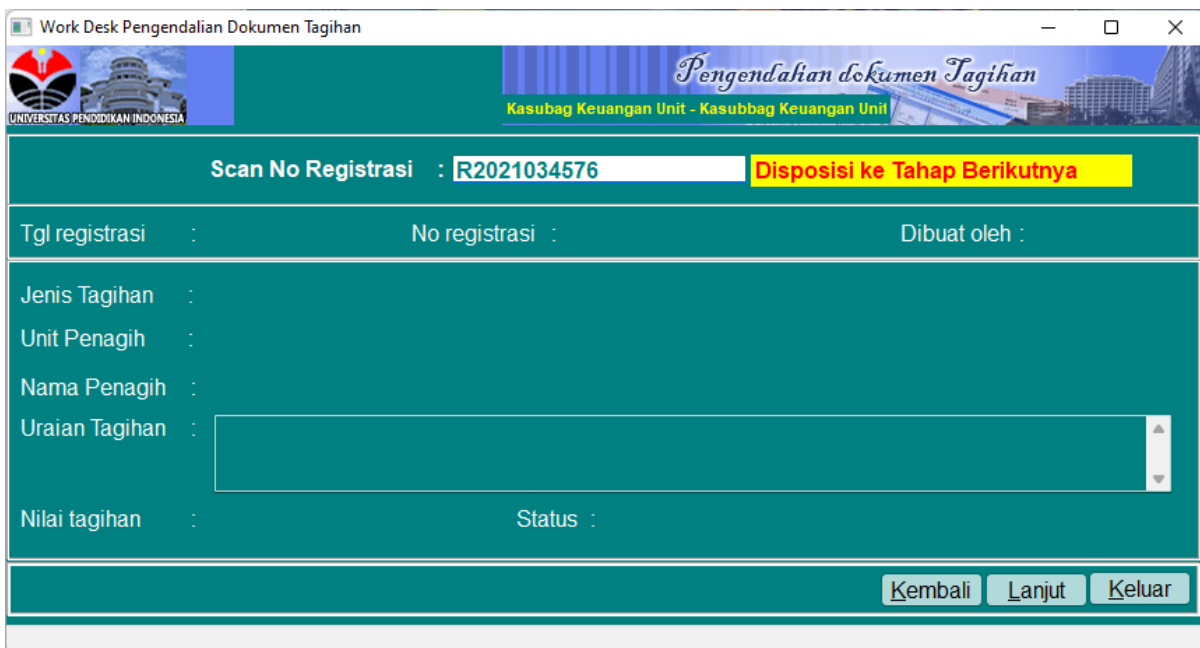 Work Desk Pengendalian Dokumen Tagihan
UNIVERSITAS PENDIDIKAN INDONESIA
Pengendalian dokumen Tagihan
Kasubag Keuangan Unit - Kasubbag Keuangan Unit
Scan No Registrasi : R2021034576 Disposisi ke Tahap Berikutnya
Tgl registrasi : No registrasi : Dibuat oleh :
Jenis Tagihan :
Unit Penagih :
Nama Penagih :
Uraian Tagihan :
Nilai tagihan : Status :
Kembali Lanjut Keluar